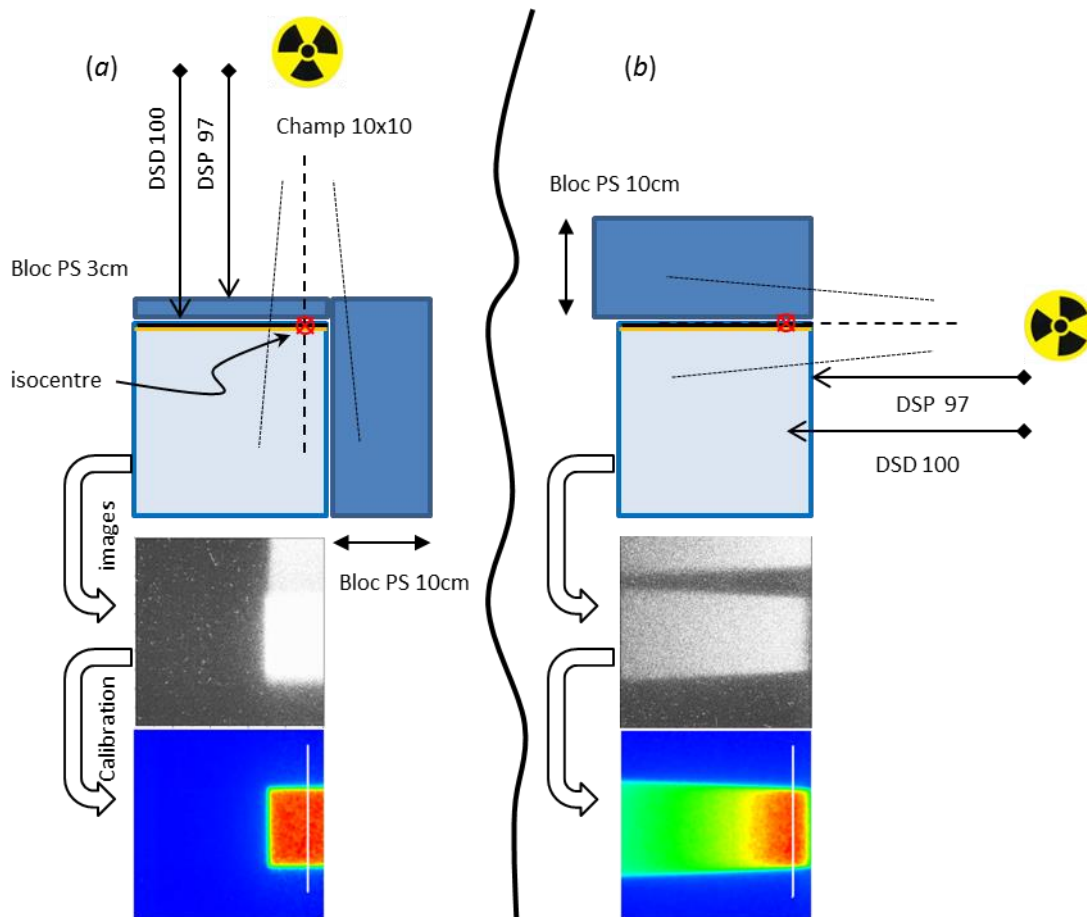 (a)
DSD 100
DSP 97
Champ 10x10
Bloc PS 3cm
isocentre
images
Bloc PS 10cm
Calibration
(b)
Bloc PS 10cm
DSP 97
DSD 100